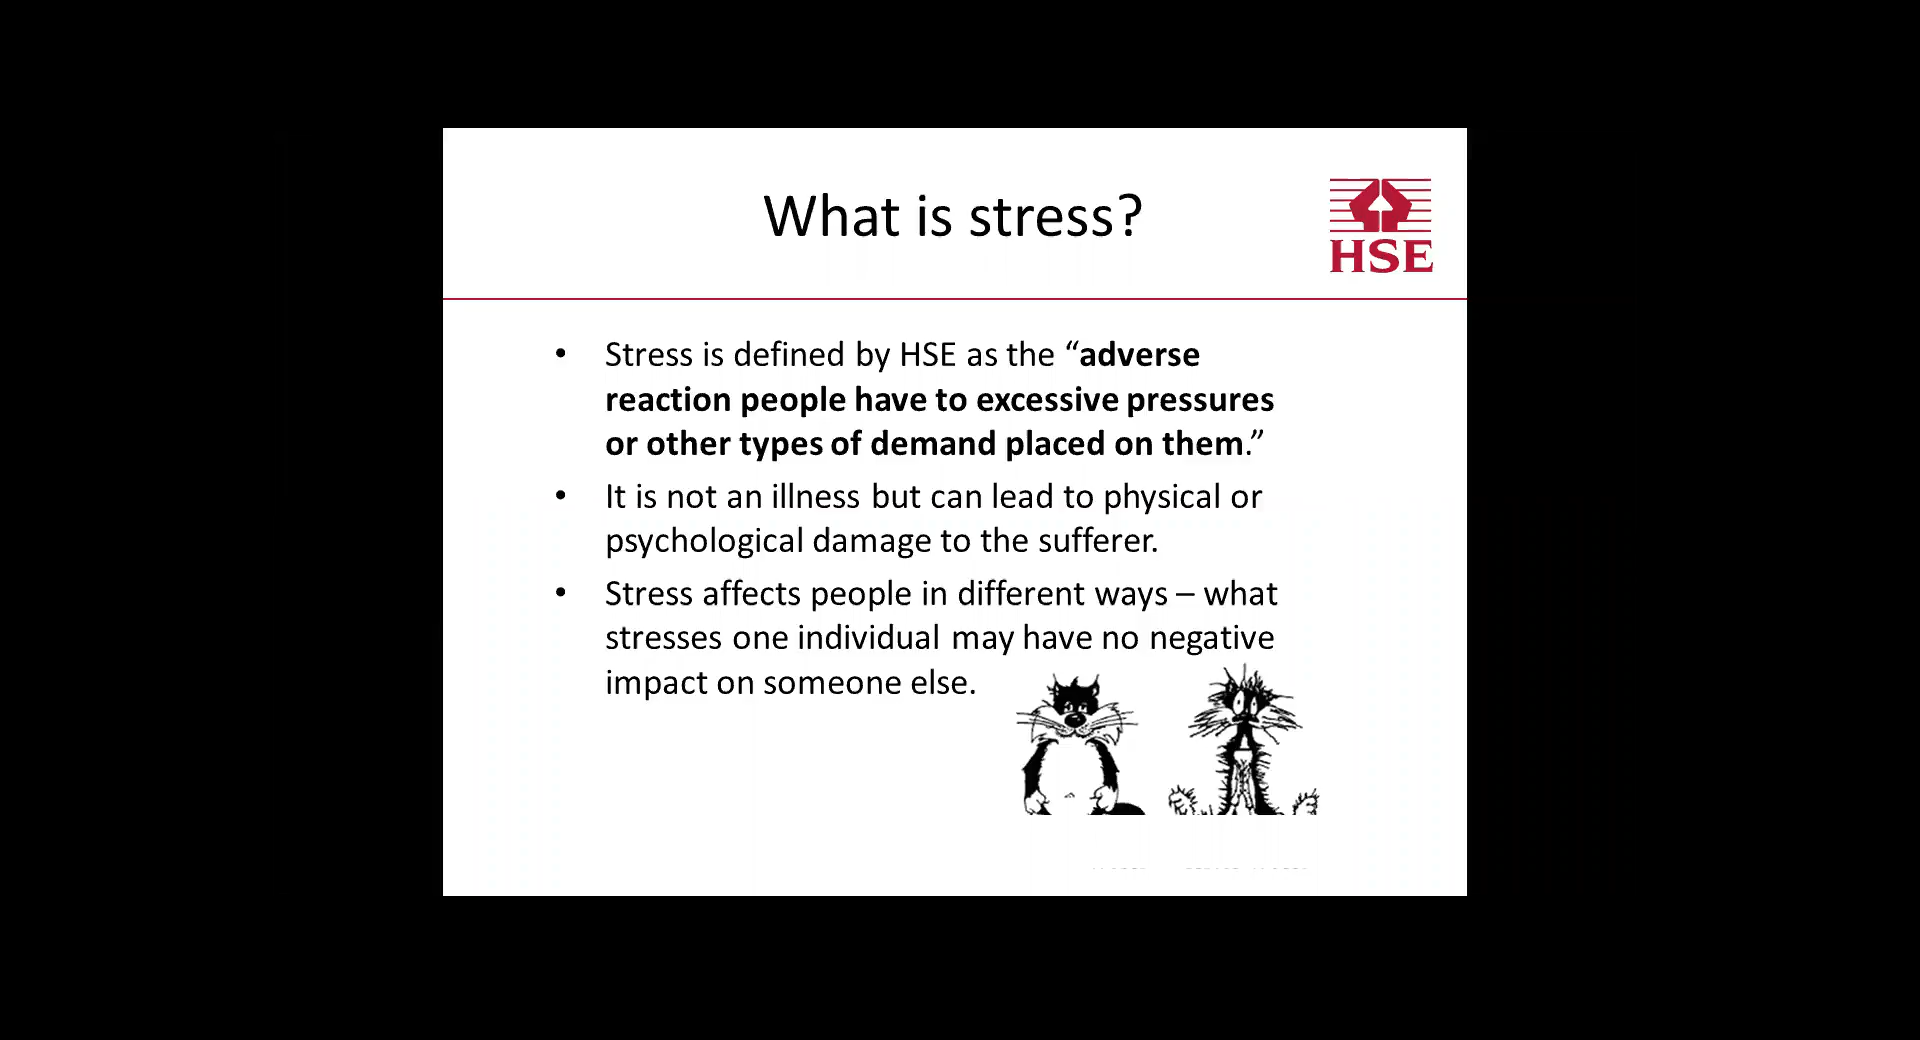 What is stress?
HSE
• Stress is defined by HSE as the “adverse
reaction people have to excessive pressures
or other types of demand placed on them.”
• It is not an illness but can lead to physical or
psychological damage to the sufferer.
• Stress affects people in different ways – what
stresses one individual may have no negative
impact on someone else.